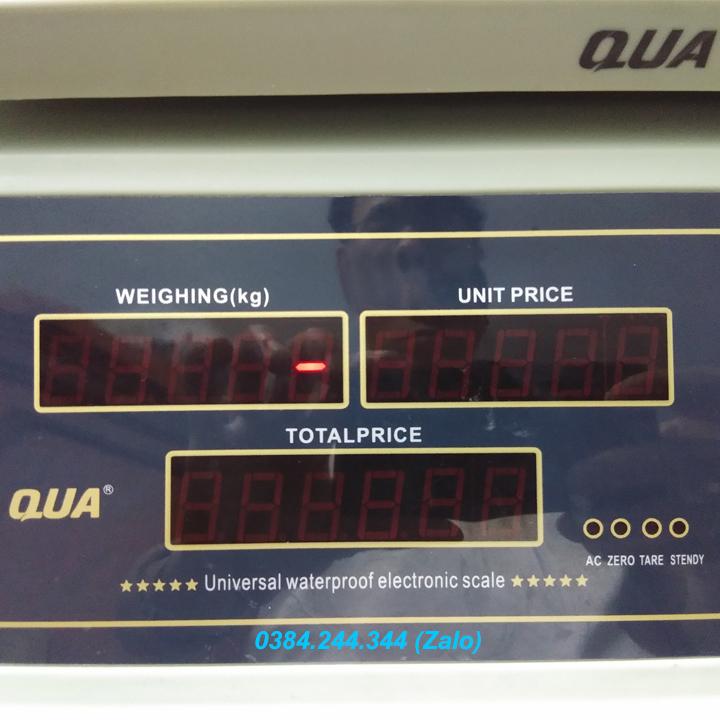 QUA
WEIGHING(kg)
UNIT PRICE
-
TOTALPRICE
QUA®
AC ZERO TARE STENDY
★★★★★ Universal waterproof electronic scale ★★★★★
0384.244.344 (Zalo)